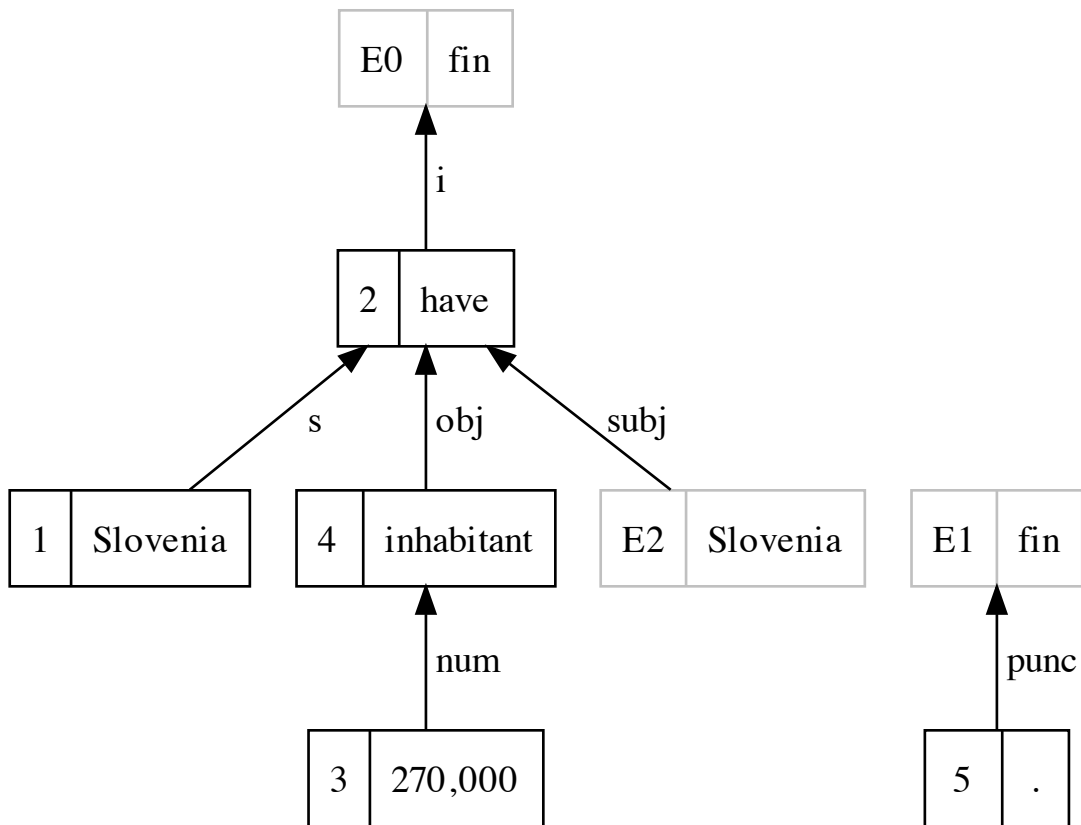 E0 fin
i
2 have
s obj subj
1 Slovenia 4 inhabitant E2 Slovenia E1 fin
num punc
3 270,000 5 .